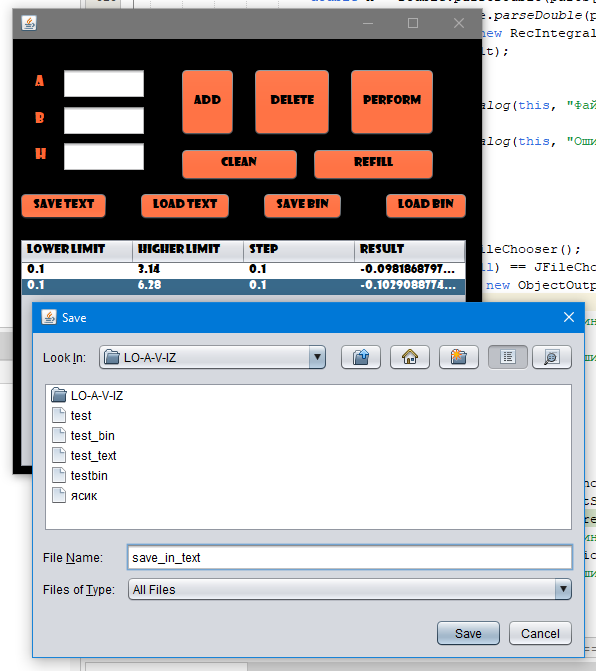 e.parseDouble(p
new RecIntegral
it);
A
ADD
DELETE
PERFORM
alog(this, "Фай
B
alog(this, "Оши
H
CLEAN
REFILL
SAVE TEXT
LOAD TEXT
SAVE BIN
LOAD BIN
LOWER LIMIT
HIGHER LIMIT
STEP
RESULT
ileChooser();
0.1
3.14
0.1
-0.0981868797...
l) == JFileCho
0.1
6.28
0.1
-0.1029088774...
new ObjectOutp
Save
Look In:
LO-A-V-IZ
LO-A-V-IZ
test
test_bin
test_text
testbin
ясик
File Name:
save_in_text
Files of Type:
All Files
Save
Cancel